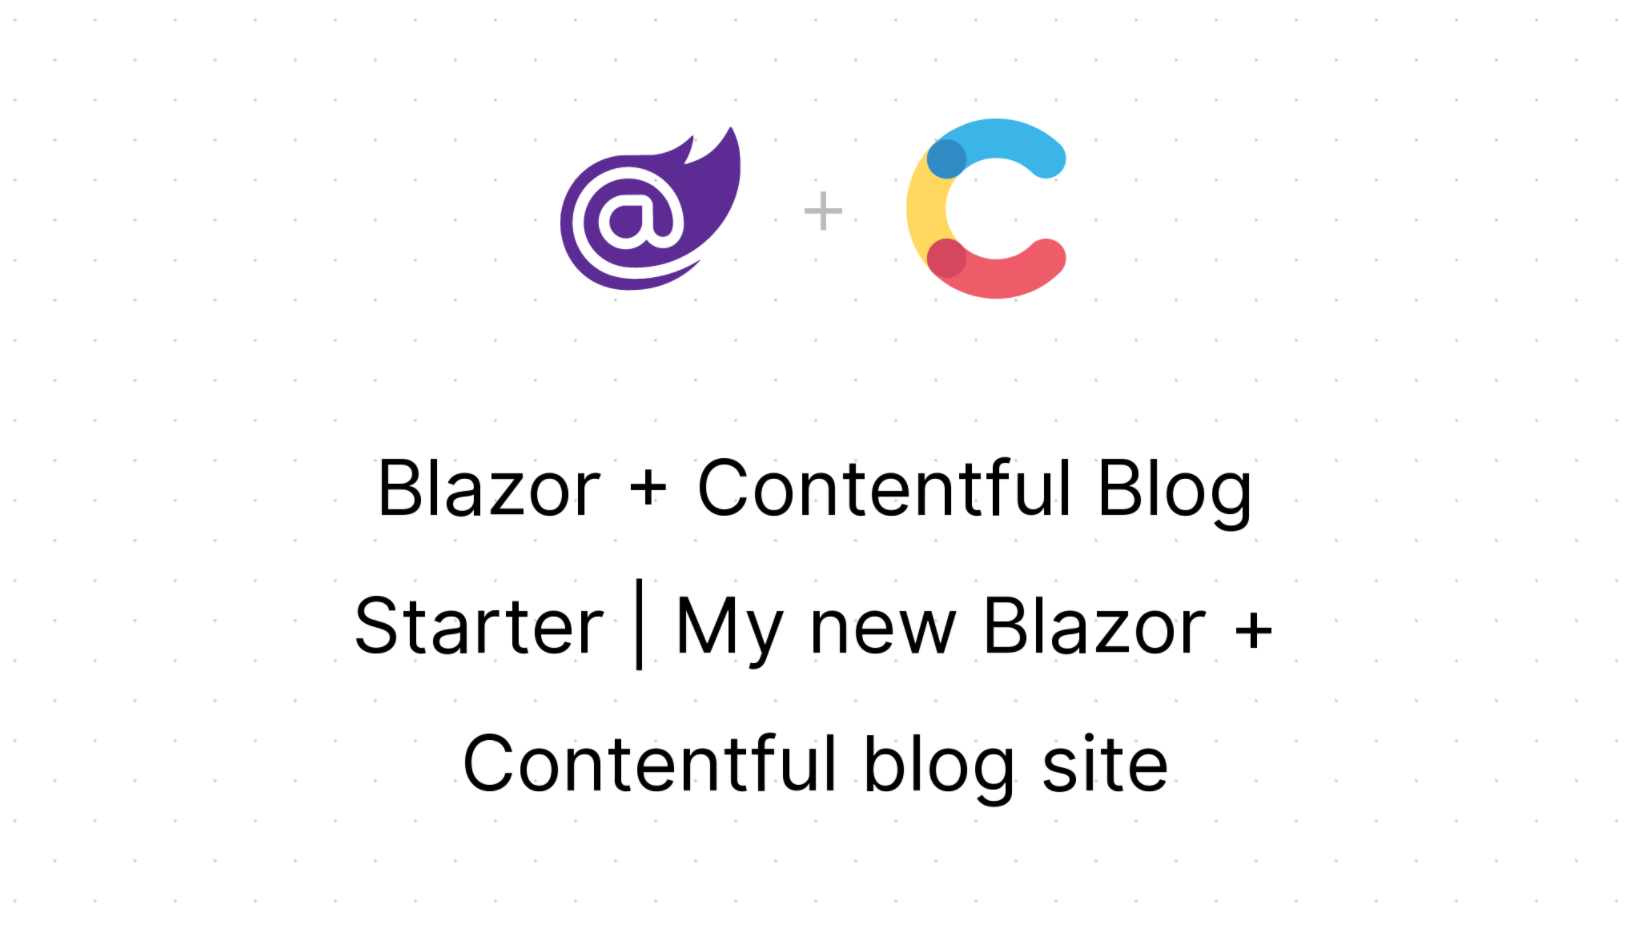 @ + C
Blazor + Contentful Blog
Starter | My new Blazor +
Contentful blog site